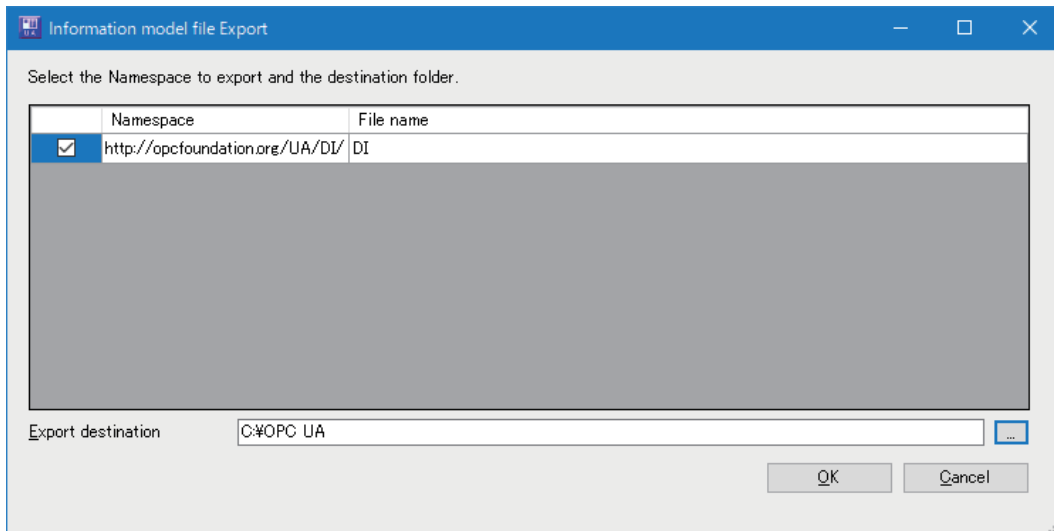 UA
Information model file Export
Select the Namespace to export and the destination folder.
Namespace File name
http://opcfoundation.org/UA/DI/ DI
Export destination C:¥OPC UA ...
OK Cancel